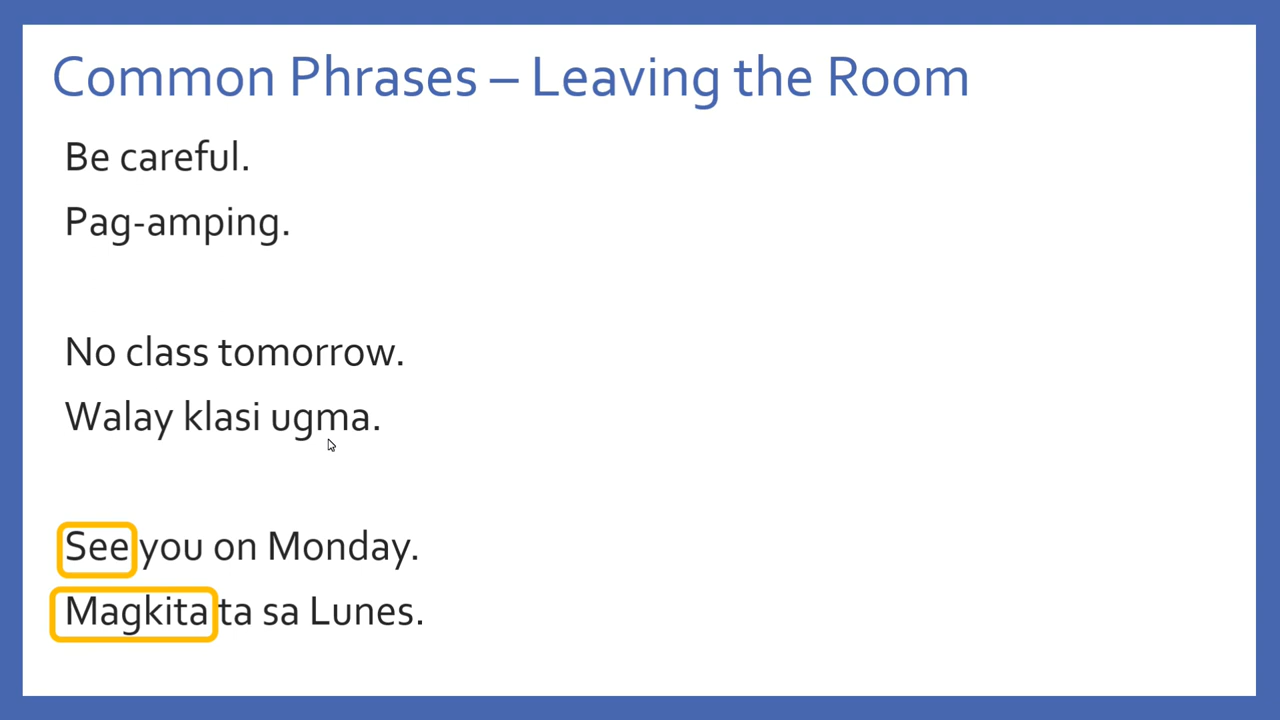 Common Phrases – Leaving the Room
Be careful.
Pag-amping.
No class tomorrow.
Walay klasi ugma.
See you on Monday.
Magkita ta sa Lunes.